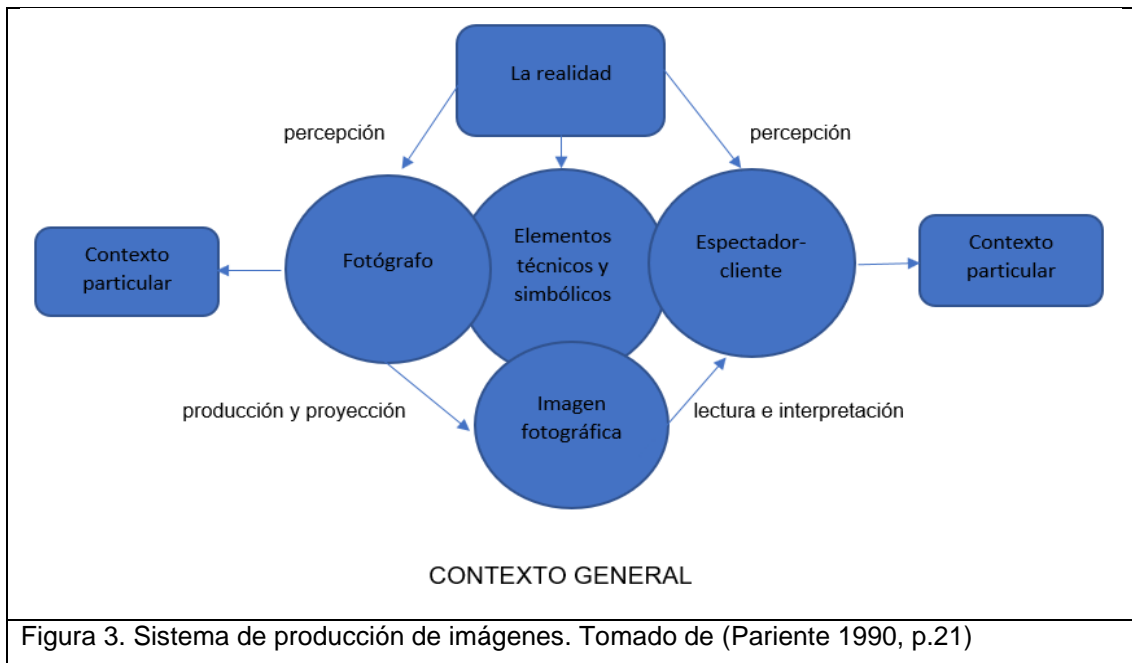 La realidad
percepción
percepción
Contexto
particular
Fotógrafo
Elementos
técnicos y
simbólicos
Espectador-
cliente
Contexto
particular
producción y proyección
Imagen
fotográfica
lectura e interpretación
CONTEXTO GENERAL
Figura 3. Sistema de producción de imágenes. Tomado de (Pariente 1990, p.21)